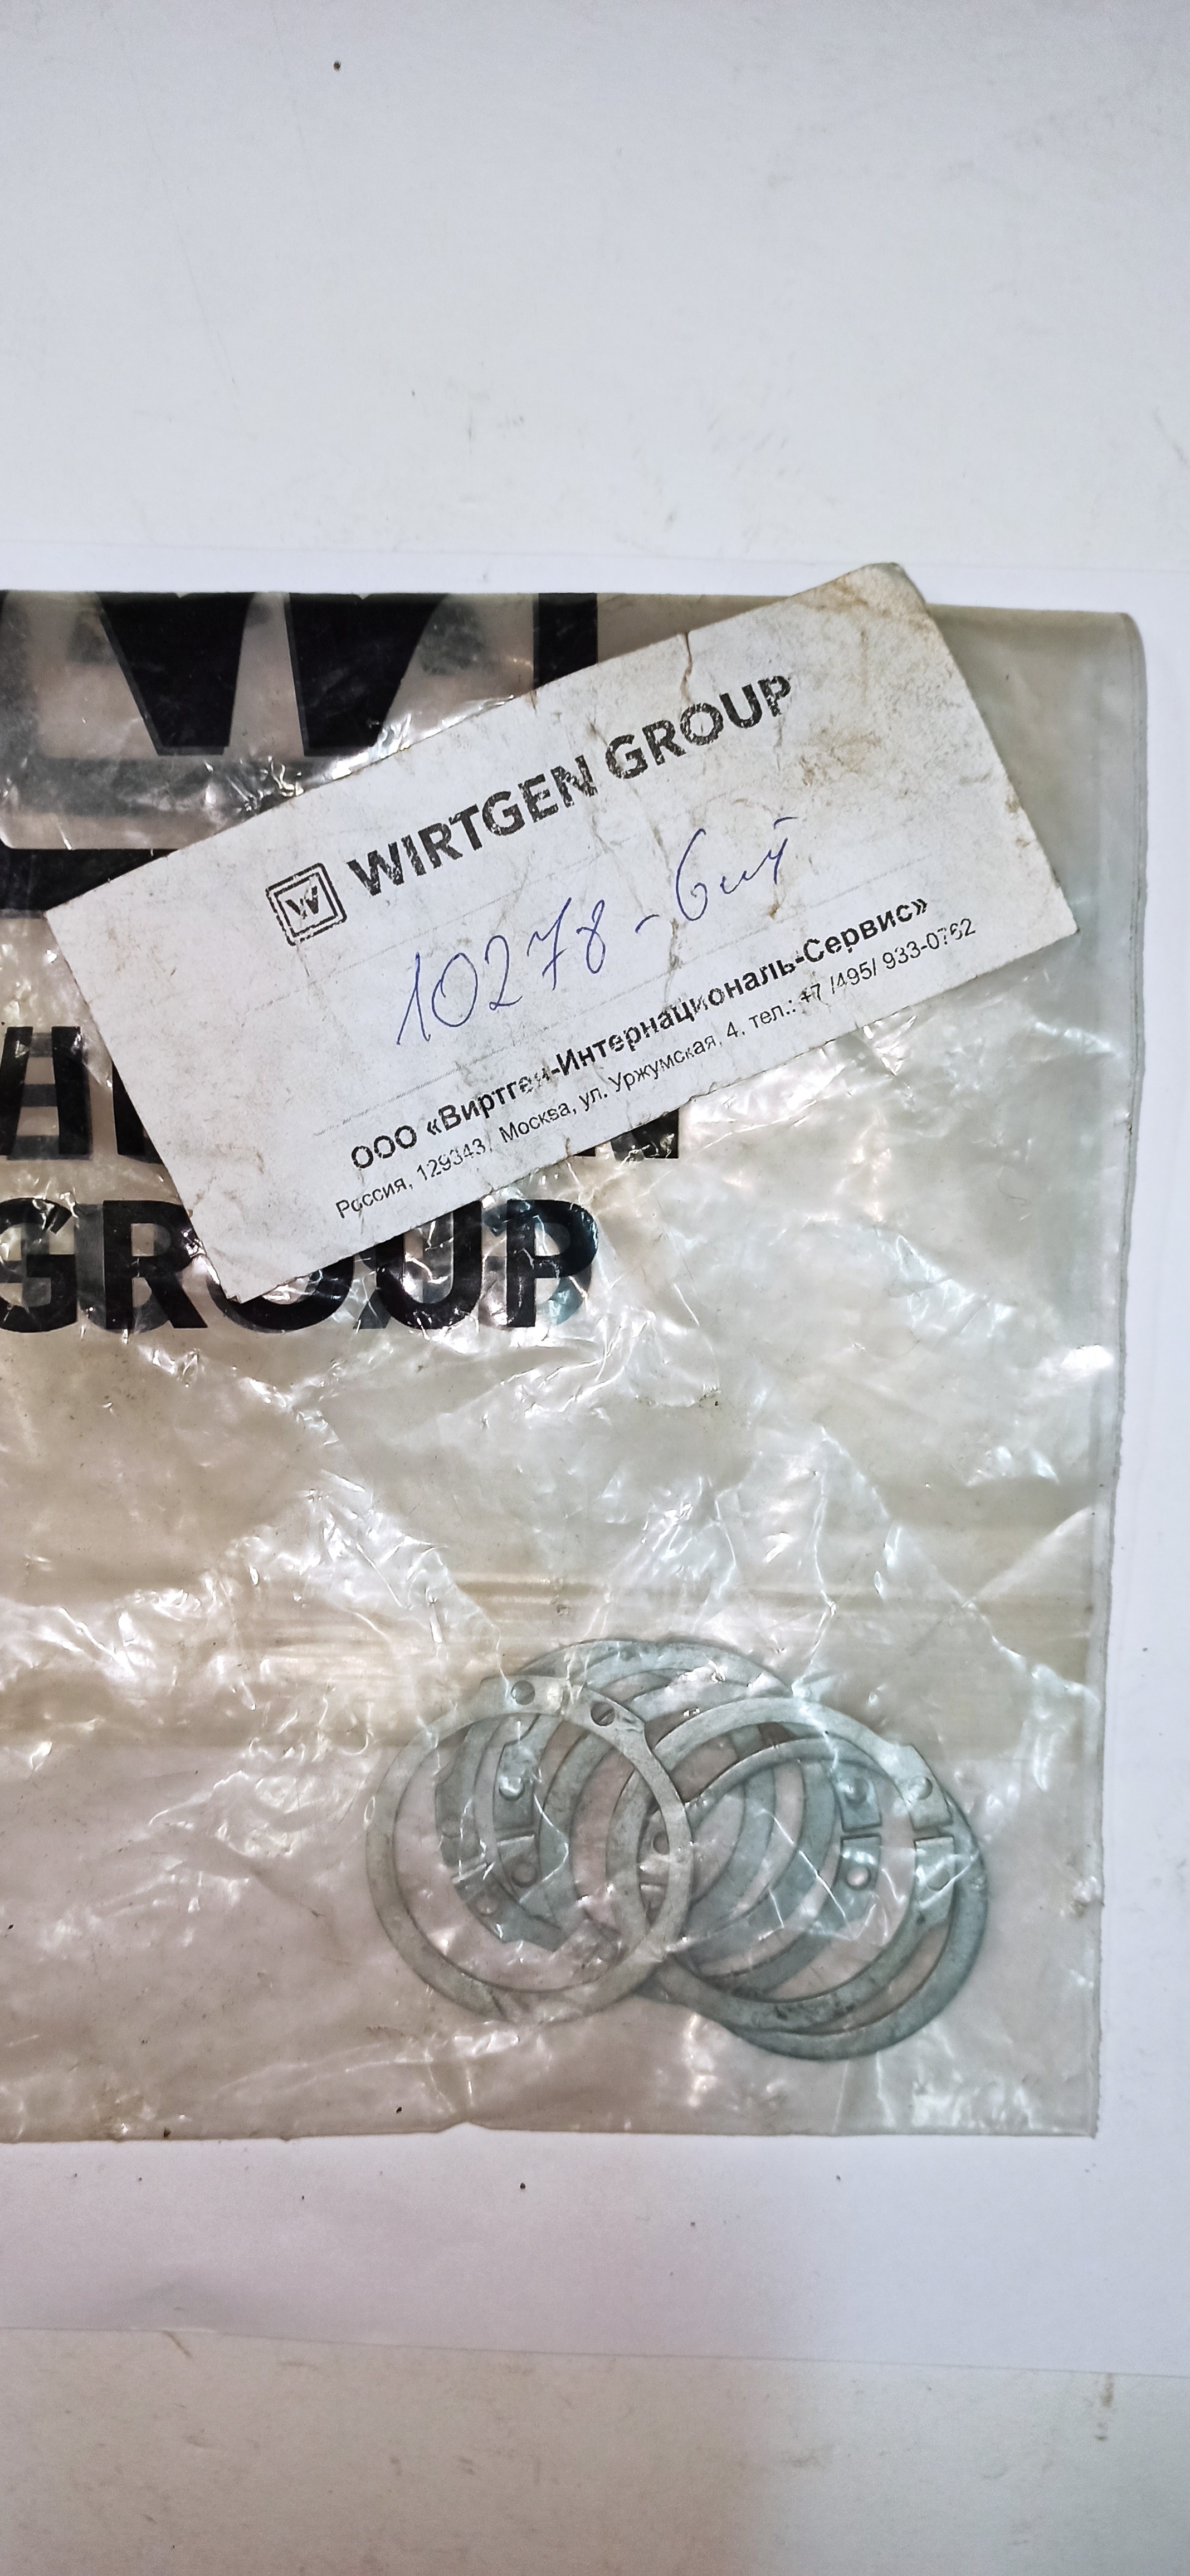 W WIRTGEN GROUP
10278-6шт
ООО «Виртген-Интернациональ-Сервис»
Россия, 129343, Москва, ул. Уржумская, 4, тел.: +7 /495/ 933-0762
W
GROUP